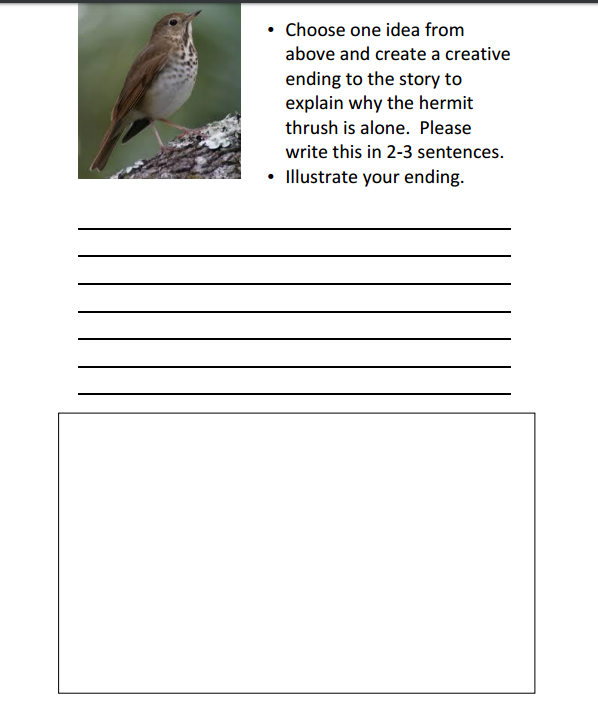 • Choose one idea from
above and create a creative
ending to the story to
explain why the hermit
thrush is alone.  Please
write this in 2-3 sentences.
• Illustrate your ending.